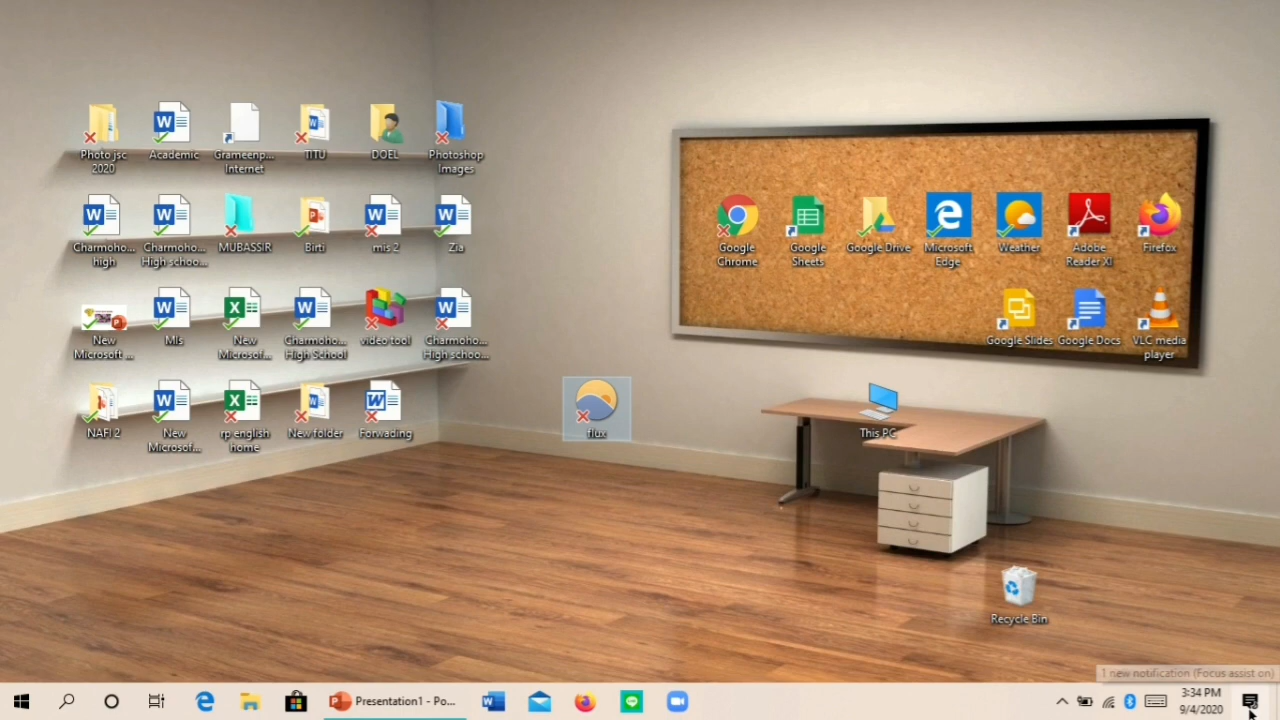 Photo jsc
2020
Academic
Grameenp...
Internet
TITU
DOEL
Photoshop
Images
Charmoho...
high
Charmoho...
High schoo...
MUBASSIR
Birti
mis 2
Zia
New
Microsoft ...
Mis
New
Microsof...
Charmoho...
High School
video tool
Charmoho...
High schoo...
NAFI 2
New
Microsof...
rp english
home
New folder
Forwading
flux
Google
Chrome
Google
Sheets
Google Drive
Microsoft
Edge
Weather
Adobe
Reader XI
Firefox
Google Slides
Google Docs
VLC media
player
This PC
Recycle Bin
1 new notification (Focus assist on)
Presentation1 - Po...
3:34 PM
9/4/2020